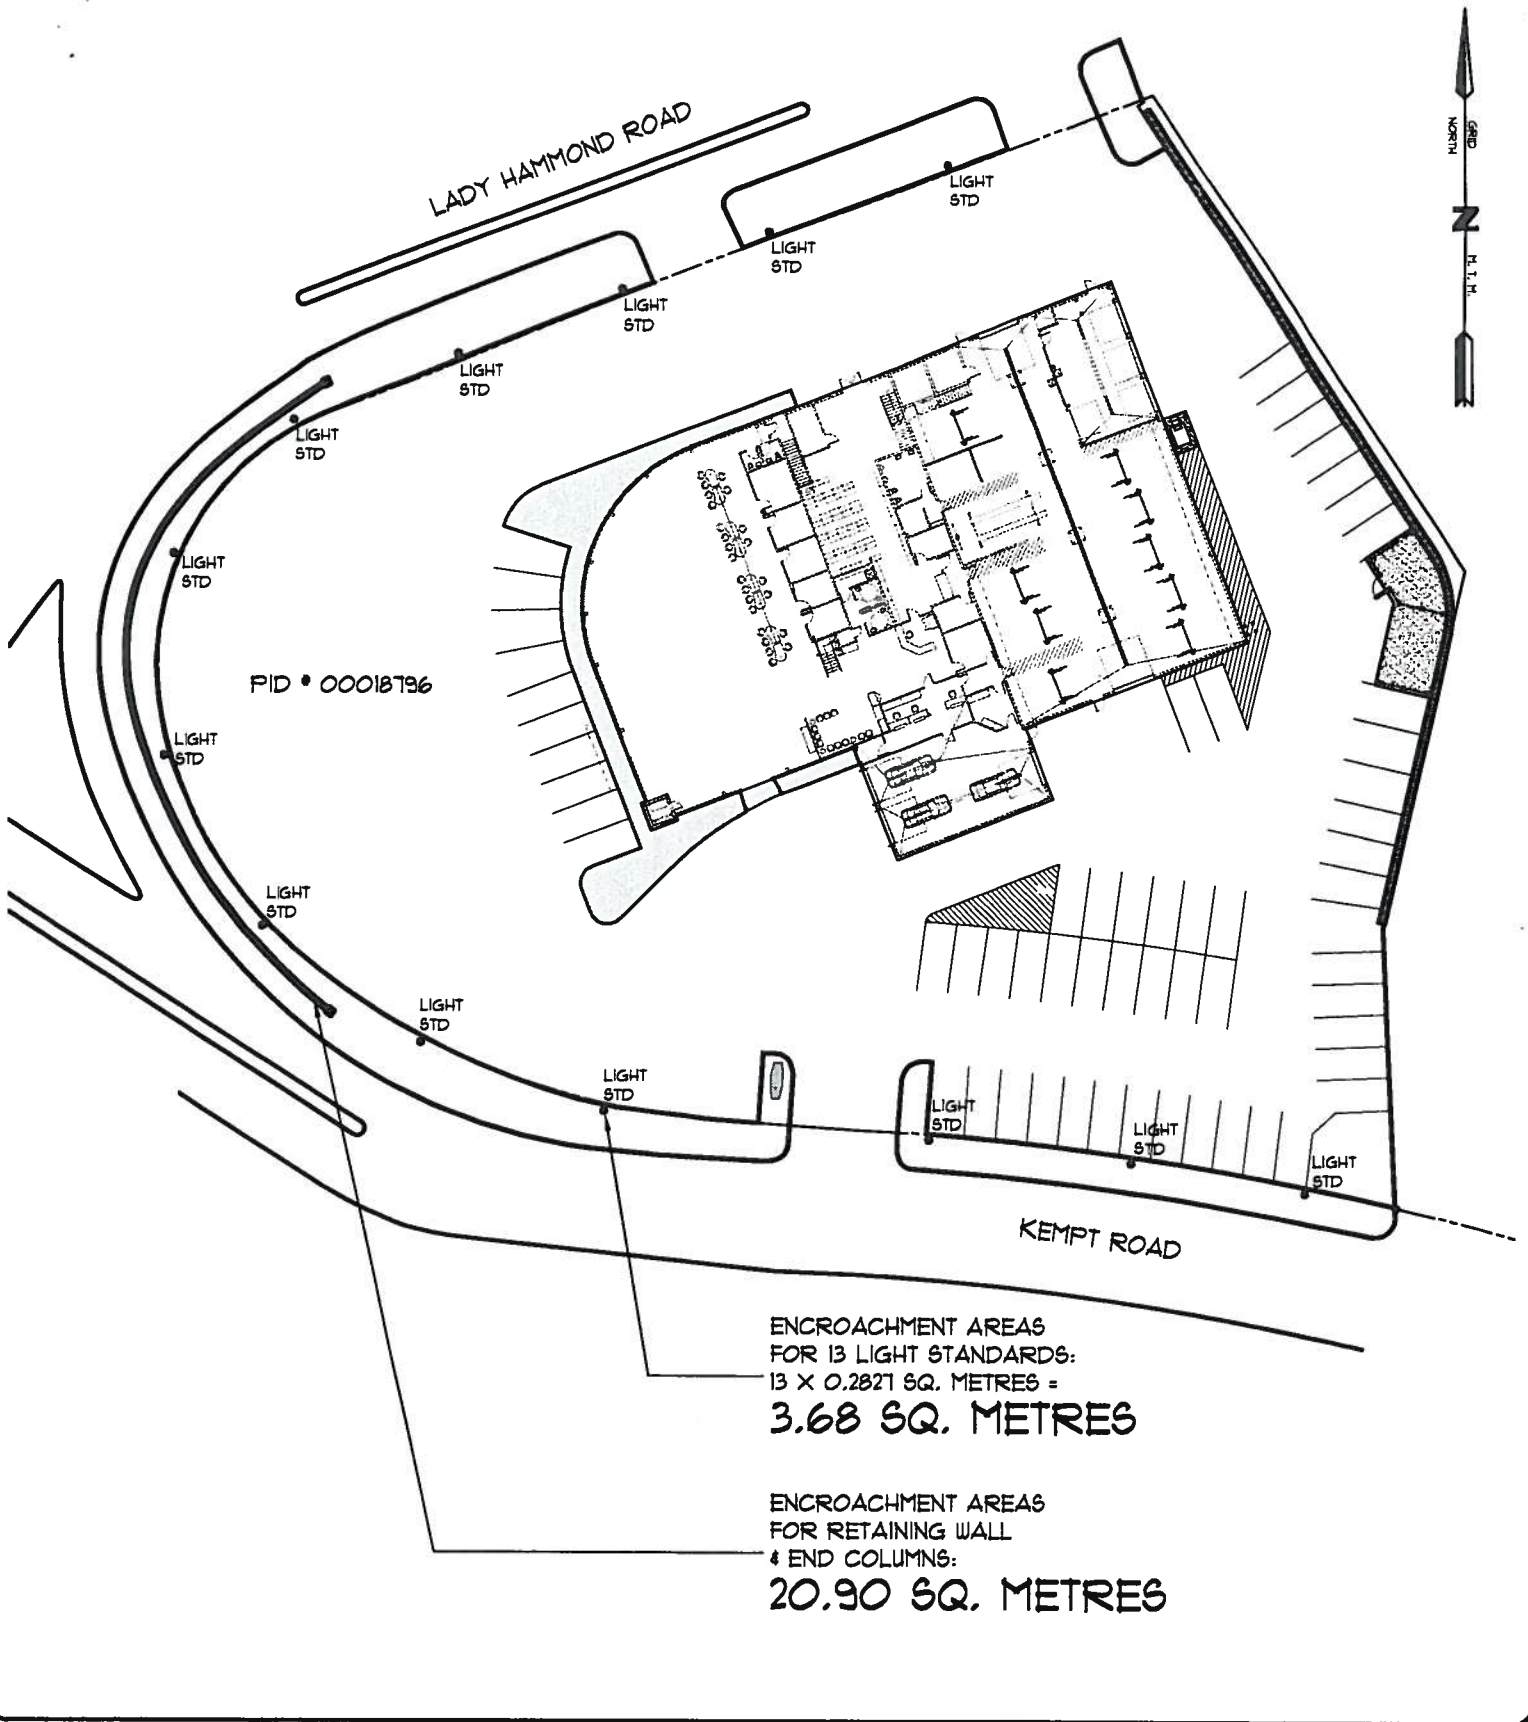 GRID
NORTH
N
M.T.M.
LADY HAMMOND ROAD
LIGHT
STD
LIGHT
STD
LIGHT
STD
LIGHT
STD
LIGHT
STD
LIGHT
STD
PID # 00018796
LIGHT
STD
LIGHT
STD
LIGHT
STD
LIGHT
STD
LIGHT
STD
LIGHT
STD
LIGHT
STD
KEMPT ROAD
ENCROACHMENT AREAS
FOR 13 LIGHT STANDARDS:
13 X 0.2827 SQ. METRES =
3.68 SQ. METRES
ENCROACHMENT AREAS
FOR RETAINING WALL
& END COLUMNS:
20.90 SQ. METRES